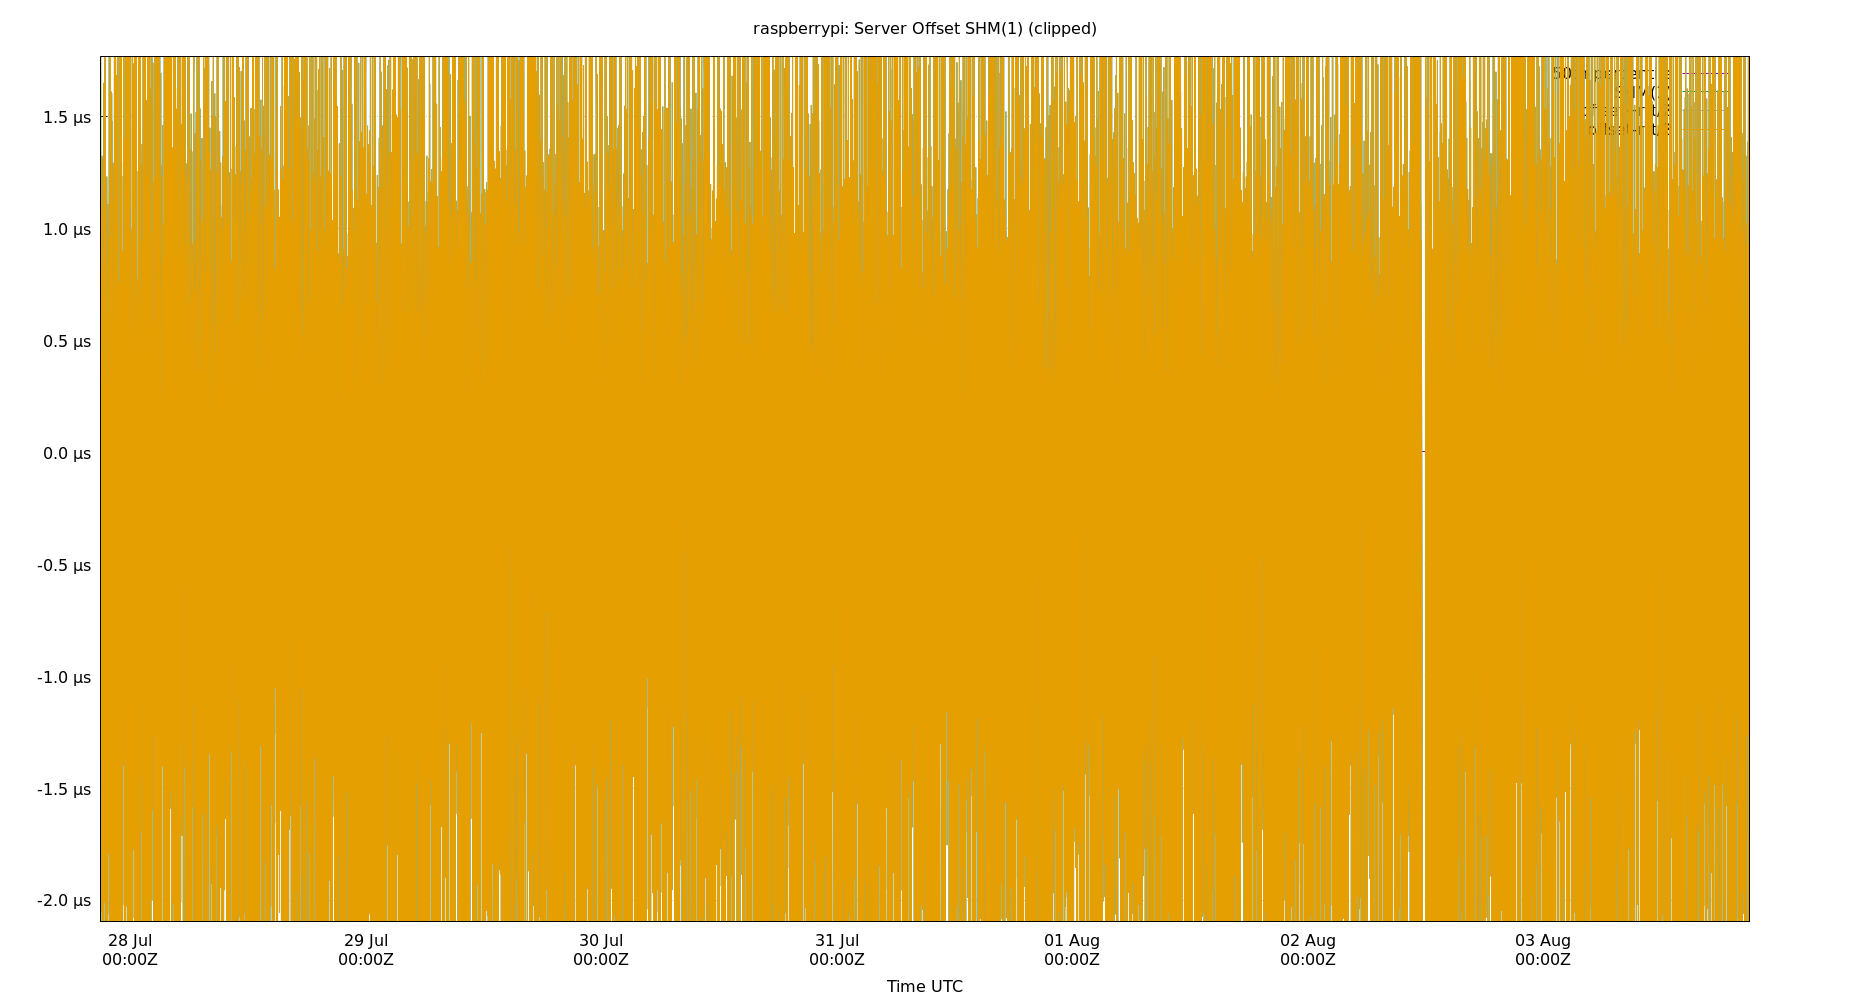 raspberrypi: Server Offset SHM(1) (clipped)
1.5 µs
1.0 µs
0.5 µs
0.0 µs
-0.5 µs
-1.0 µs
-1.5 µs
-2.0 µs
28 Jul
00:00Z
29 Jul
00:00Z
30 Jul
00:00Z
31 Jul
00:00Z
01 Aug
00:00Z
02 Aug
00:00Z
03 Aug
00:00Z
Time UTC